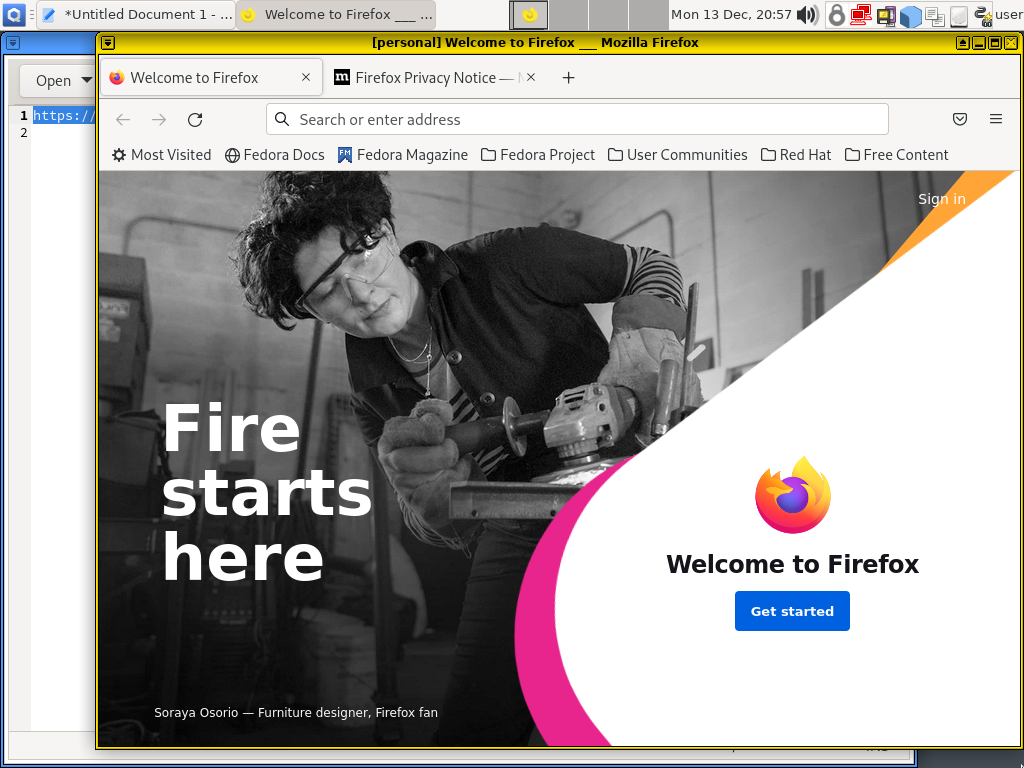 *Untitled Document 1 - ...
Welcome to Firefox ___ ...
Mon 13 Dec, 20:57
user
[personal] Welcome to Firefox ___ Mozilla Firefox
Open
1 https://
2
Welcome to Firefox
Firefox Privacy Notice —
Search or enter address
Most Visited
Fedora Docs
Fedora Magazine
Fedora Project
User Communities
Red Hat
Free Content
Sign in
Fire
starts
here
Welcome to Firefox
Get started
Soraya Osorio — Furniture designer, Firefox fan